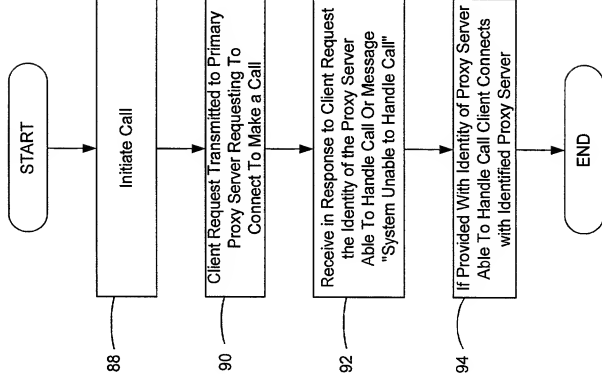 START
Initiate Call
88
Client Request Transmitted to Primary
Proxy Server Requesting To
Connect To Make a Call
90
Receive in Response to Client Request
the Identity of the Proxy Server
Able To Handle Call Or Message
"System Unable to Handle Call"
92
If Provided With Identity of Proxy Server
Able To Handle Call Client Connects
with Identified Proxy Server
94
END